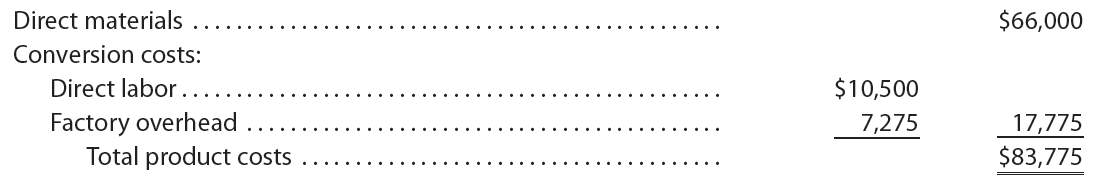 Direct materials ............................................... $66,000
Conversion costs:
Direct labor ............................................... $10,500
Factory overhead ........................................... 7,275 17,775
Total product costs ....................................... $83,775